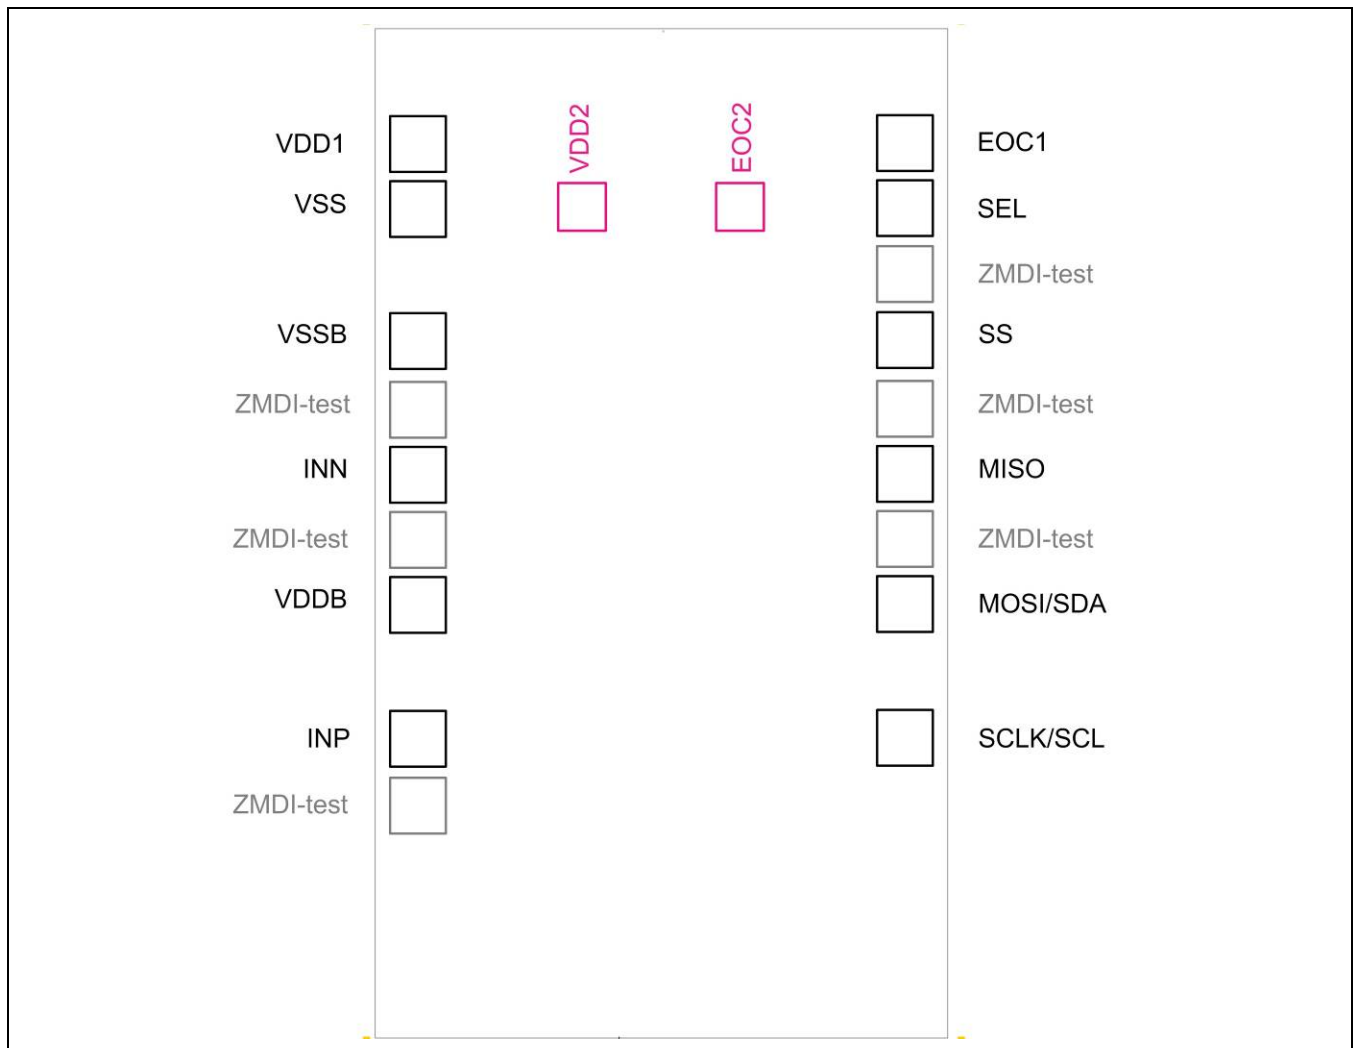 VDD1
VSS
VSSB
ZMDI-test
INN
ZMDI-test
VDDB
INP
ZMDI-test
VDD2
EOC2
EOC1
SEL
ZMDI-test
SS
ZMDI-test
MISO
ZMDI-test
MOSI/SDA
SCLK/SCL